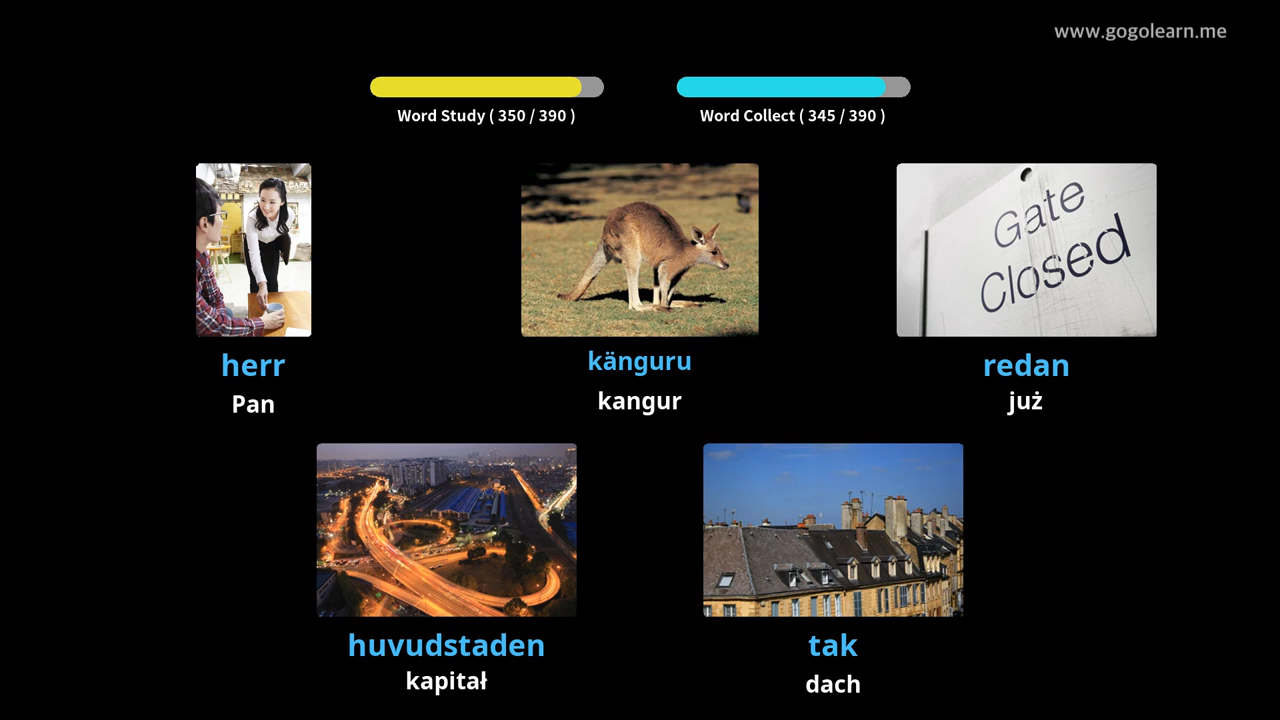 www.gogolearn.me
Word Study ( 350 / 390 )
Word Collect ( 345 / 390 )
Gate
Closed
herr
Pan
känguru
kangur
redan
już
huvudstaden
kapitał
tak
dach